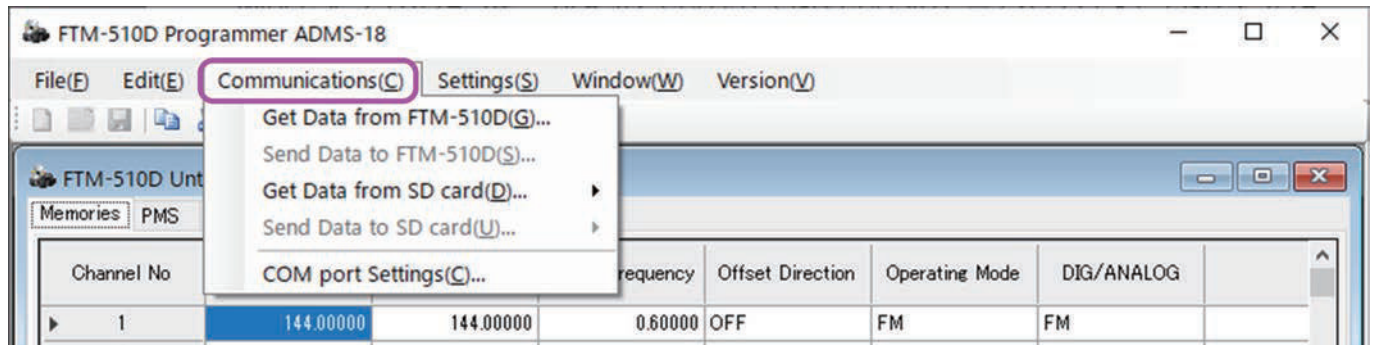 FTM-510D Programmer ADMS-18
File(F) Edit(E) Communications(C) Settings(S) Window(W) Version(V)
Get Data from FTM-510D(G)...
Send Data to FTM-510D(S)...
Get Data from SD card(D)...
Send Data to SD card(U)...
COM port Settings(C)...
FTM-510D
Memories PMS
Channel No Offset Direction Operating Mode DIG/ANALOG
1 144.00000 144.00000 0.60000 OFF FM FM